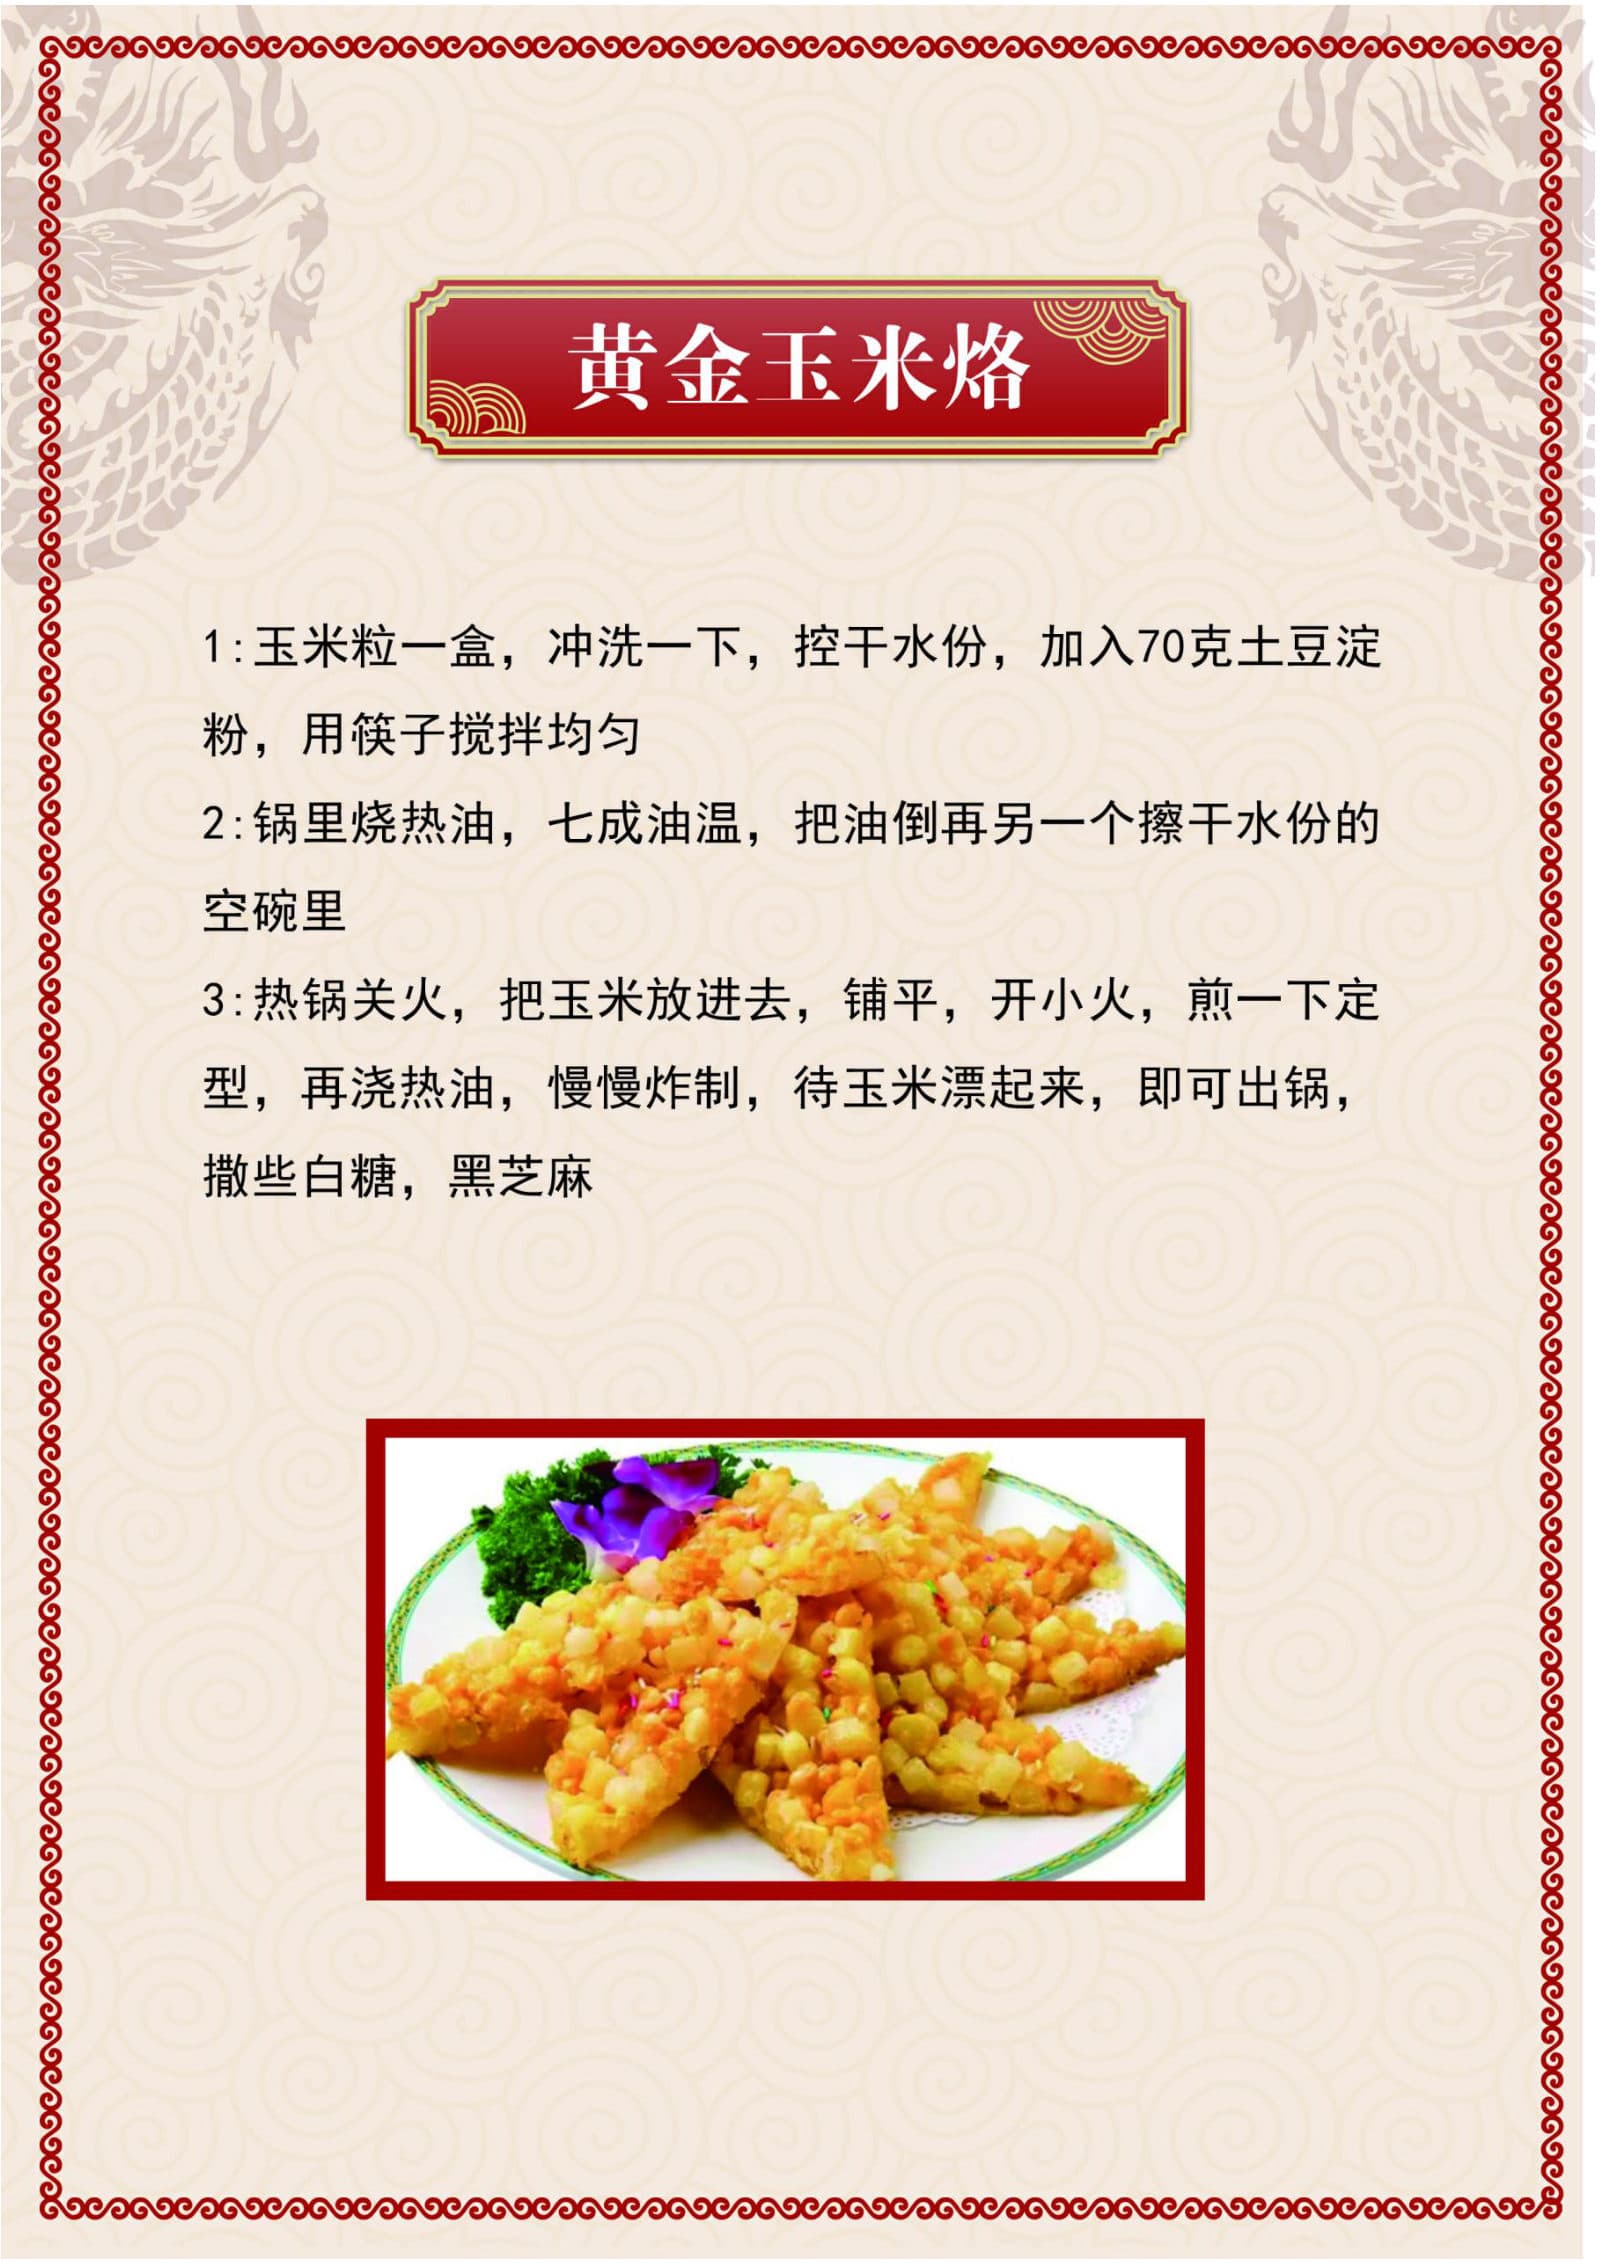 黄金玉米烙
1:玉米粒一盒，冲洗一下，控干水份，加入70克土豆淀
粉，用筷子搅拌均匀
2:锅里烧热油，七成油温，把油倒再另一个擦干水份的
空碗里
3:热锅关火，把玉米放进去，铺平，开小火，煎一下定
型，再浇热油，慢慢炸制，待玉米漂起来，即可出锅，
撒些白糖，黑芝麻